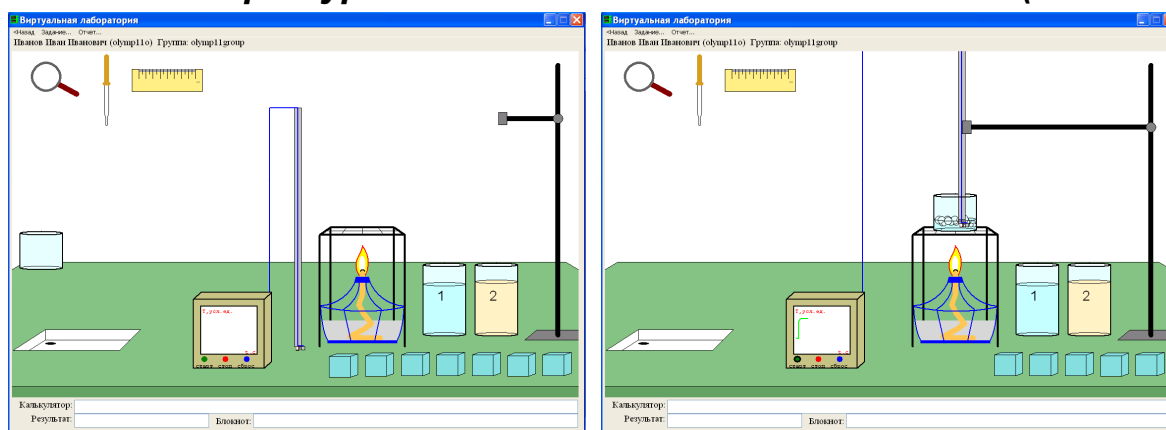 Виртуальная лаборатория
<Назад Задание... Отчет...
Иванов Иван Иванович (olymp11o) Группа: olymp11group
Т,усл.ед.
старт стоп сброс
1
2
Калькулятор:
Результат:
Блокнот:
Виртуальная лаборатория
<Назад Задание... Отчет...
Иванов Иван Иванович (olymp11o) Группа: olymp11group
Т,усл.ед.
старт стоп сброс
1
2
Калькулятор:
Результат:
Блокнот: